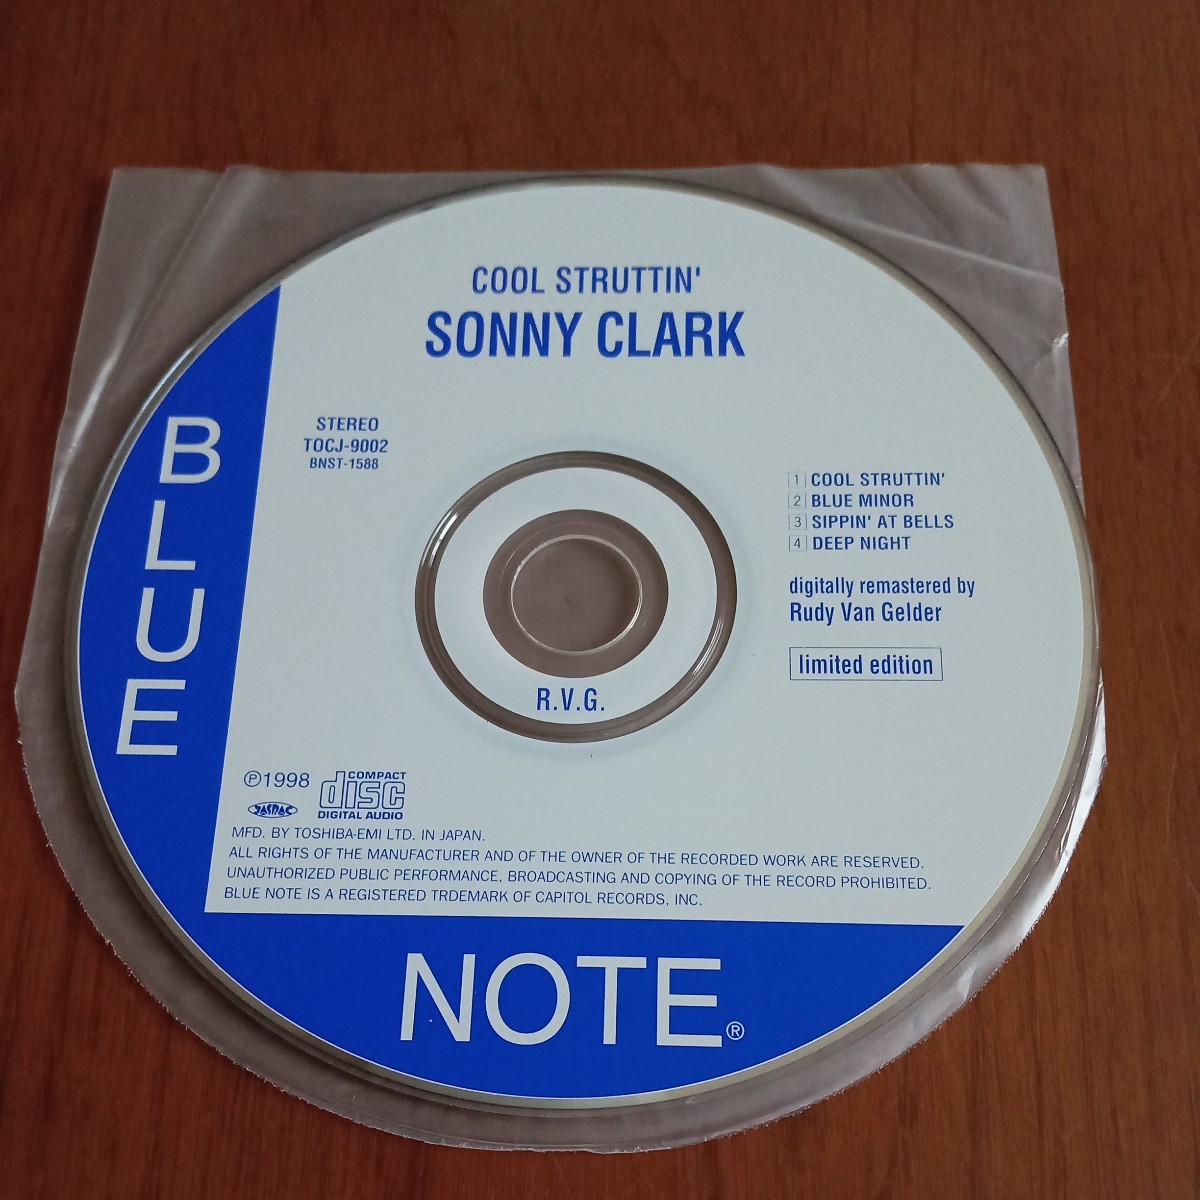 COOL STRUTTIN'
SONNY CLARK
STEREO
TOCJ-9002
BNST-1588
1 COOL STRUTTIN'
2 BLUE MINOR
3 SIPPIN' AT BELLS
4 DEEP NIGHT
digitally remastered by
Rudy Van Gelder
limited edition
R.V.G.
BLUE
℗1998
JASRAC
COMPACT
disc
DIGITAL AUDIO
MFD. BY TOSHIBA-EMI LTD. IN JAPAN.
ALL RIGHTS OF THE MANUFACTURER AND OF THE OWNER OF THE RECORDED WORK ARE RESERVED.
UNAUTHORIZED PUBLIC PERFORMANCE, BROADCASTING AND COPYING OF THE RECORD PROHIBITED.
BLUE NOTE IS A REGISTERED TRDEMARK OF CAPITOL RECORDS, INC.
NOTE®